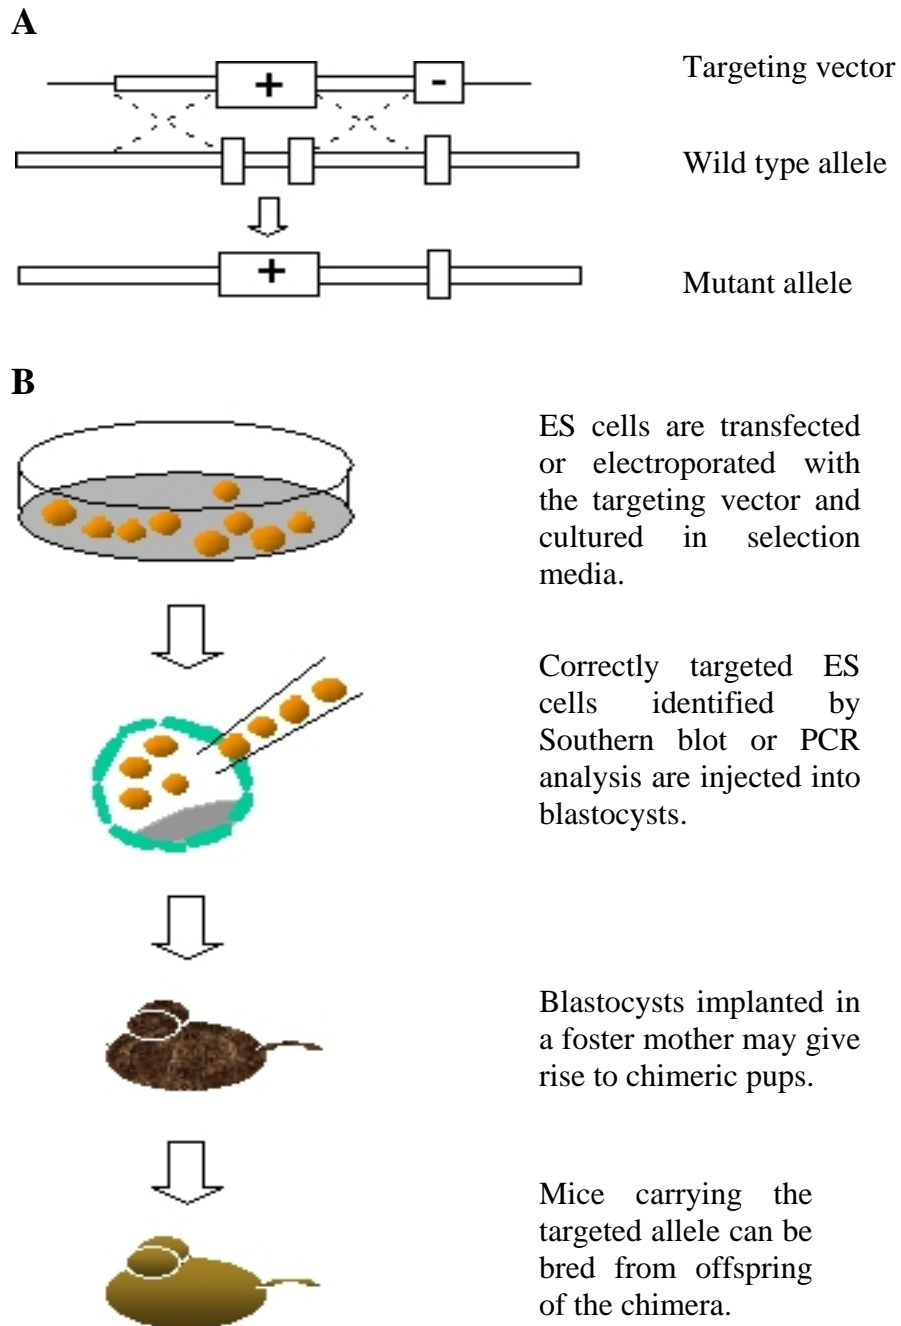 A
+
-
Targeting vector
Wild type allele
+
Mutant allele
B
ES cells are transfected
or electroporated with
the targeting vector and
cultured in selection
media.
Correctly targeted ES
cells identified by
Southern blot or PCR
analysis are injected into
blastocysts.
Blastocysts implanted in
a foster mother may give
rise to chimeric pups.
Mice carrying the
targeted allele can be
bred from offspring
of the chimera.